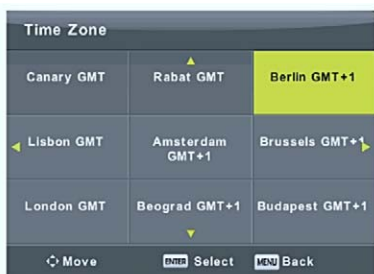 Time Zone
Canary GMT
Rabat GMT
Berlin GMT+1
Lisbon GMT
Amsterdam
GMT+1
Brussels GMT+1
London GMT
Beograd GMT+1
Budapest GMT+1
Move
ENTER Select
MENU Back